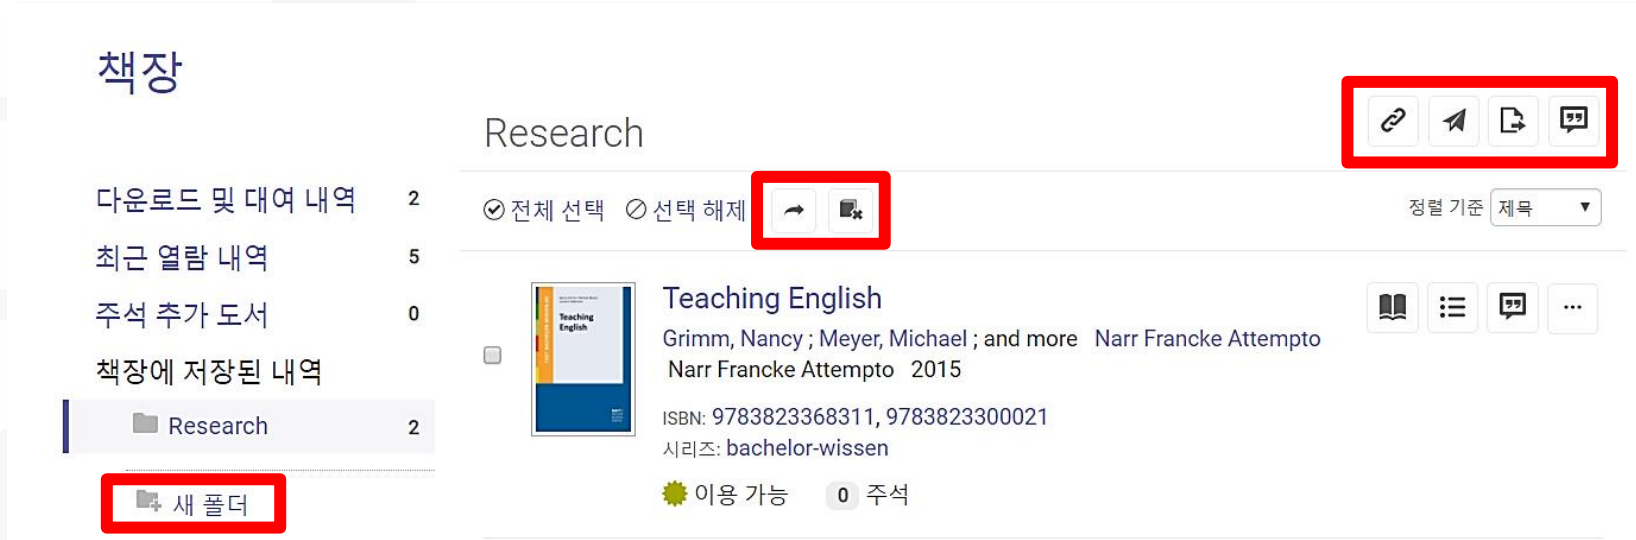 책장
다운로드 및 대여 내역 2
최근 열람 내역 5
주석 추가 도서 0
책장에 저장된 내역
Research 2
새 폴더
Research
전체 선택 선택 해제
정렬 기준 제목
Teaching English
Teaching English
Grimm, Nancy ; Meyer, Michael ; and more Narr Francke Attempto
Narr Francke Attempto 2015
ISBN: 9783823368311, 9783823300021
시리즈: bachelor-wissen
이용 가능 0 주석